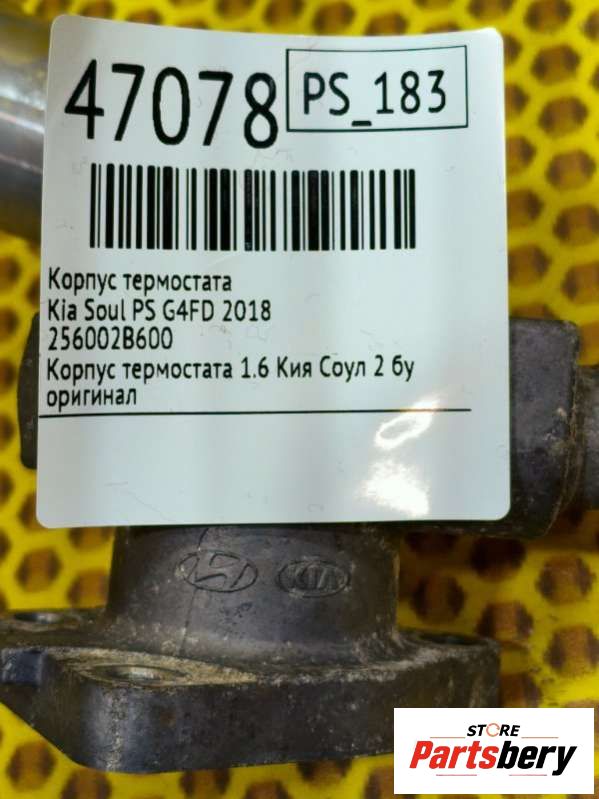 47078
PS_183
Корпус термостата
Kia Soul PS G4FD 2018
256002B600
Корпус термостата 1.6 Кия Соул 2 бу
оригинал
KIA
STORE
Partsbery